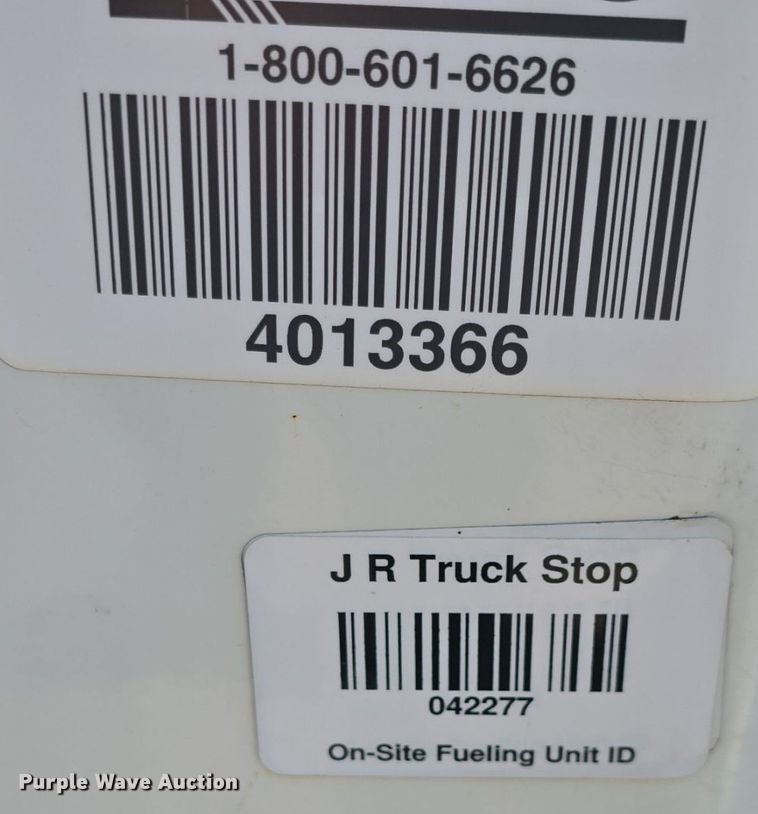 1-800-601-6626
4013366
J R Truck Stop
042277
On-Site Fueling Unit ID
Purple Wave Auction